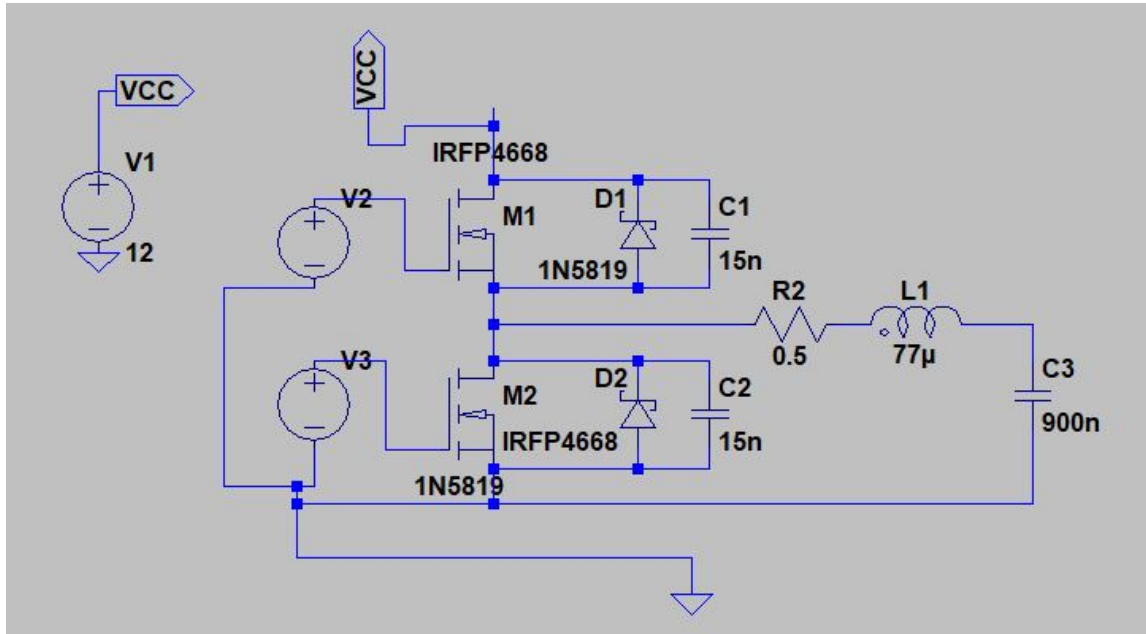 VCC
VCC
V1
12
IRFP4668
V2
M1
D1
C1
15n
1N5819
R2
0.5
L1
77µ
V3
M2
D2
C2
15n
C3
900n
IRFP4668
1N5819